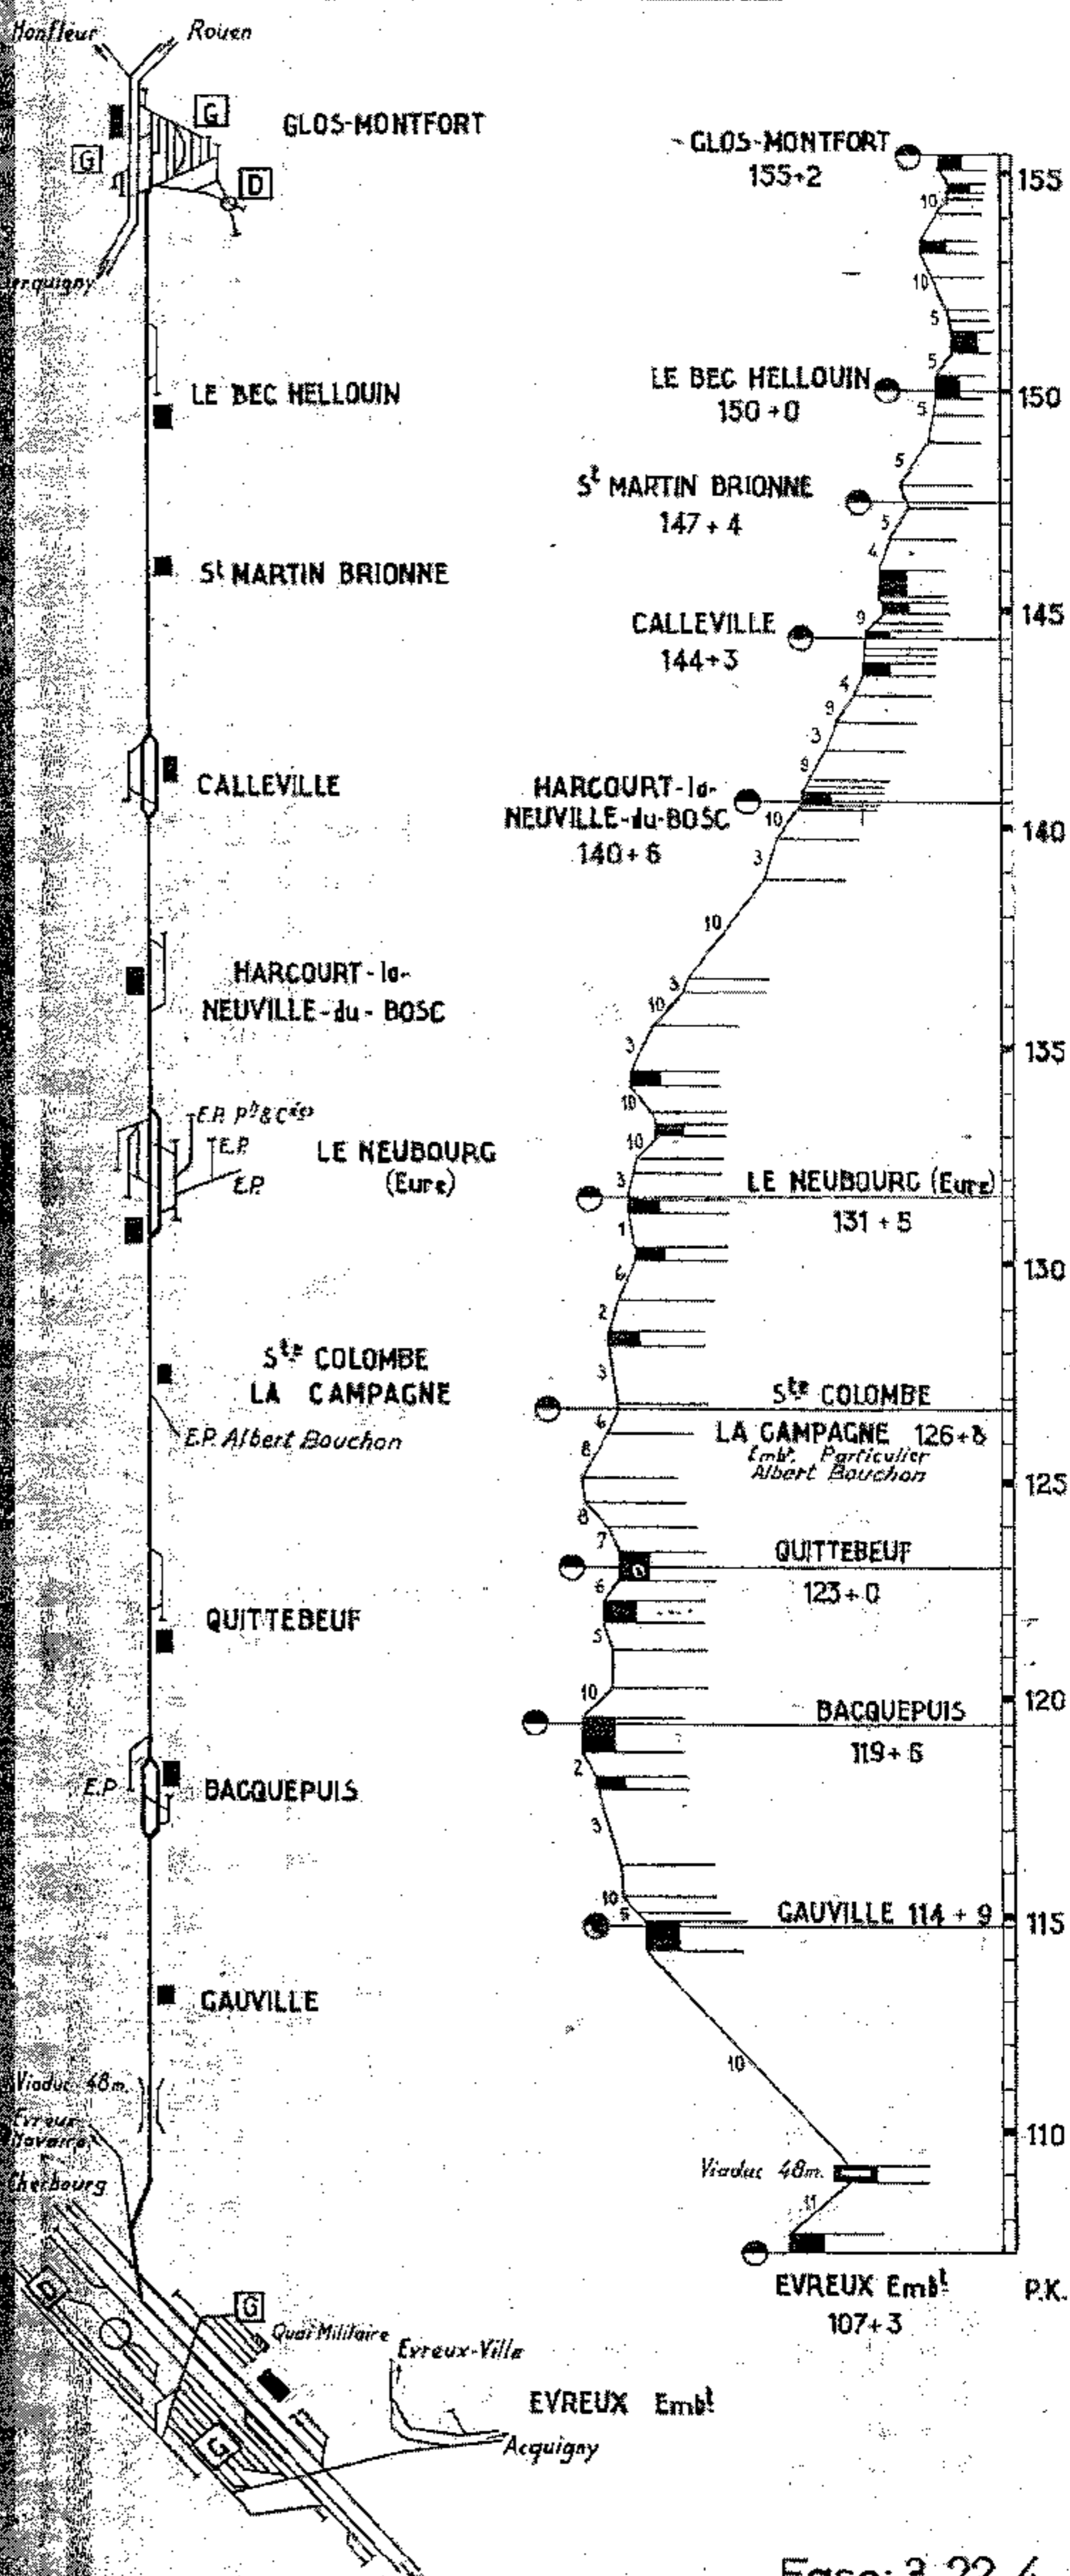 Honfleur
Rouen
G
GLOS-MONTFORT
G
D
LE BEC HELLOUIN
St MARTIN BRIONNE
CALLEVILLE
HARCOURT-la-
NEUVILLE-du-BOSC
E.P.
E.P.
LE NEUBOURG
(Eure)
Ste COLOMBE
LA CAMPAGNE
E.P. Albert Bouchon
QUITTEBEUF
E.P
BACQUEPUIS
GAUVILLE
Viaduc 48m.
Evreux
Navarre
Cherbourg
D
G
Quai Militaire
Evreux-Ville
EVREUX Embt
G
Acquigny
GLOS-MONTFORT
155+2
155
10
10
5
5
LE BEC HELLOUIN
150+0
150
5
5
St MARTIN BRIONNE
147+4
5
4
145
CALLEVILLE
144+3
9
4
9
3
9
HARCOURT-la-
NEUVILLE-du-BOSC
140+6
10
140
3
10
3
10
3
135
10
10
3
LE NEUBOURG (Eure)
131+5
1
130
6
2
3
Ste COLOMBE
LA CAMPAGNE 126+8
Embt. Particulier
Albert Bouchon
6
8
125
8
7
QUITTEBEUF
123+0
6
5
10
120
BACQUEPUIS
119+6
2
3
10
9
GAUVILLE 114+9
115
10
110
Viaduc 48m.
11
EVREUX Embt
107+3
P.K.